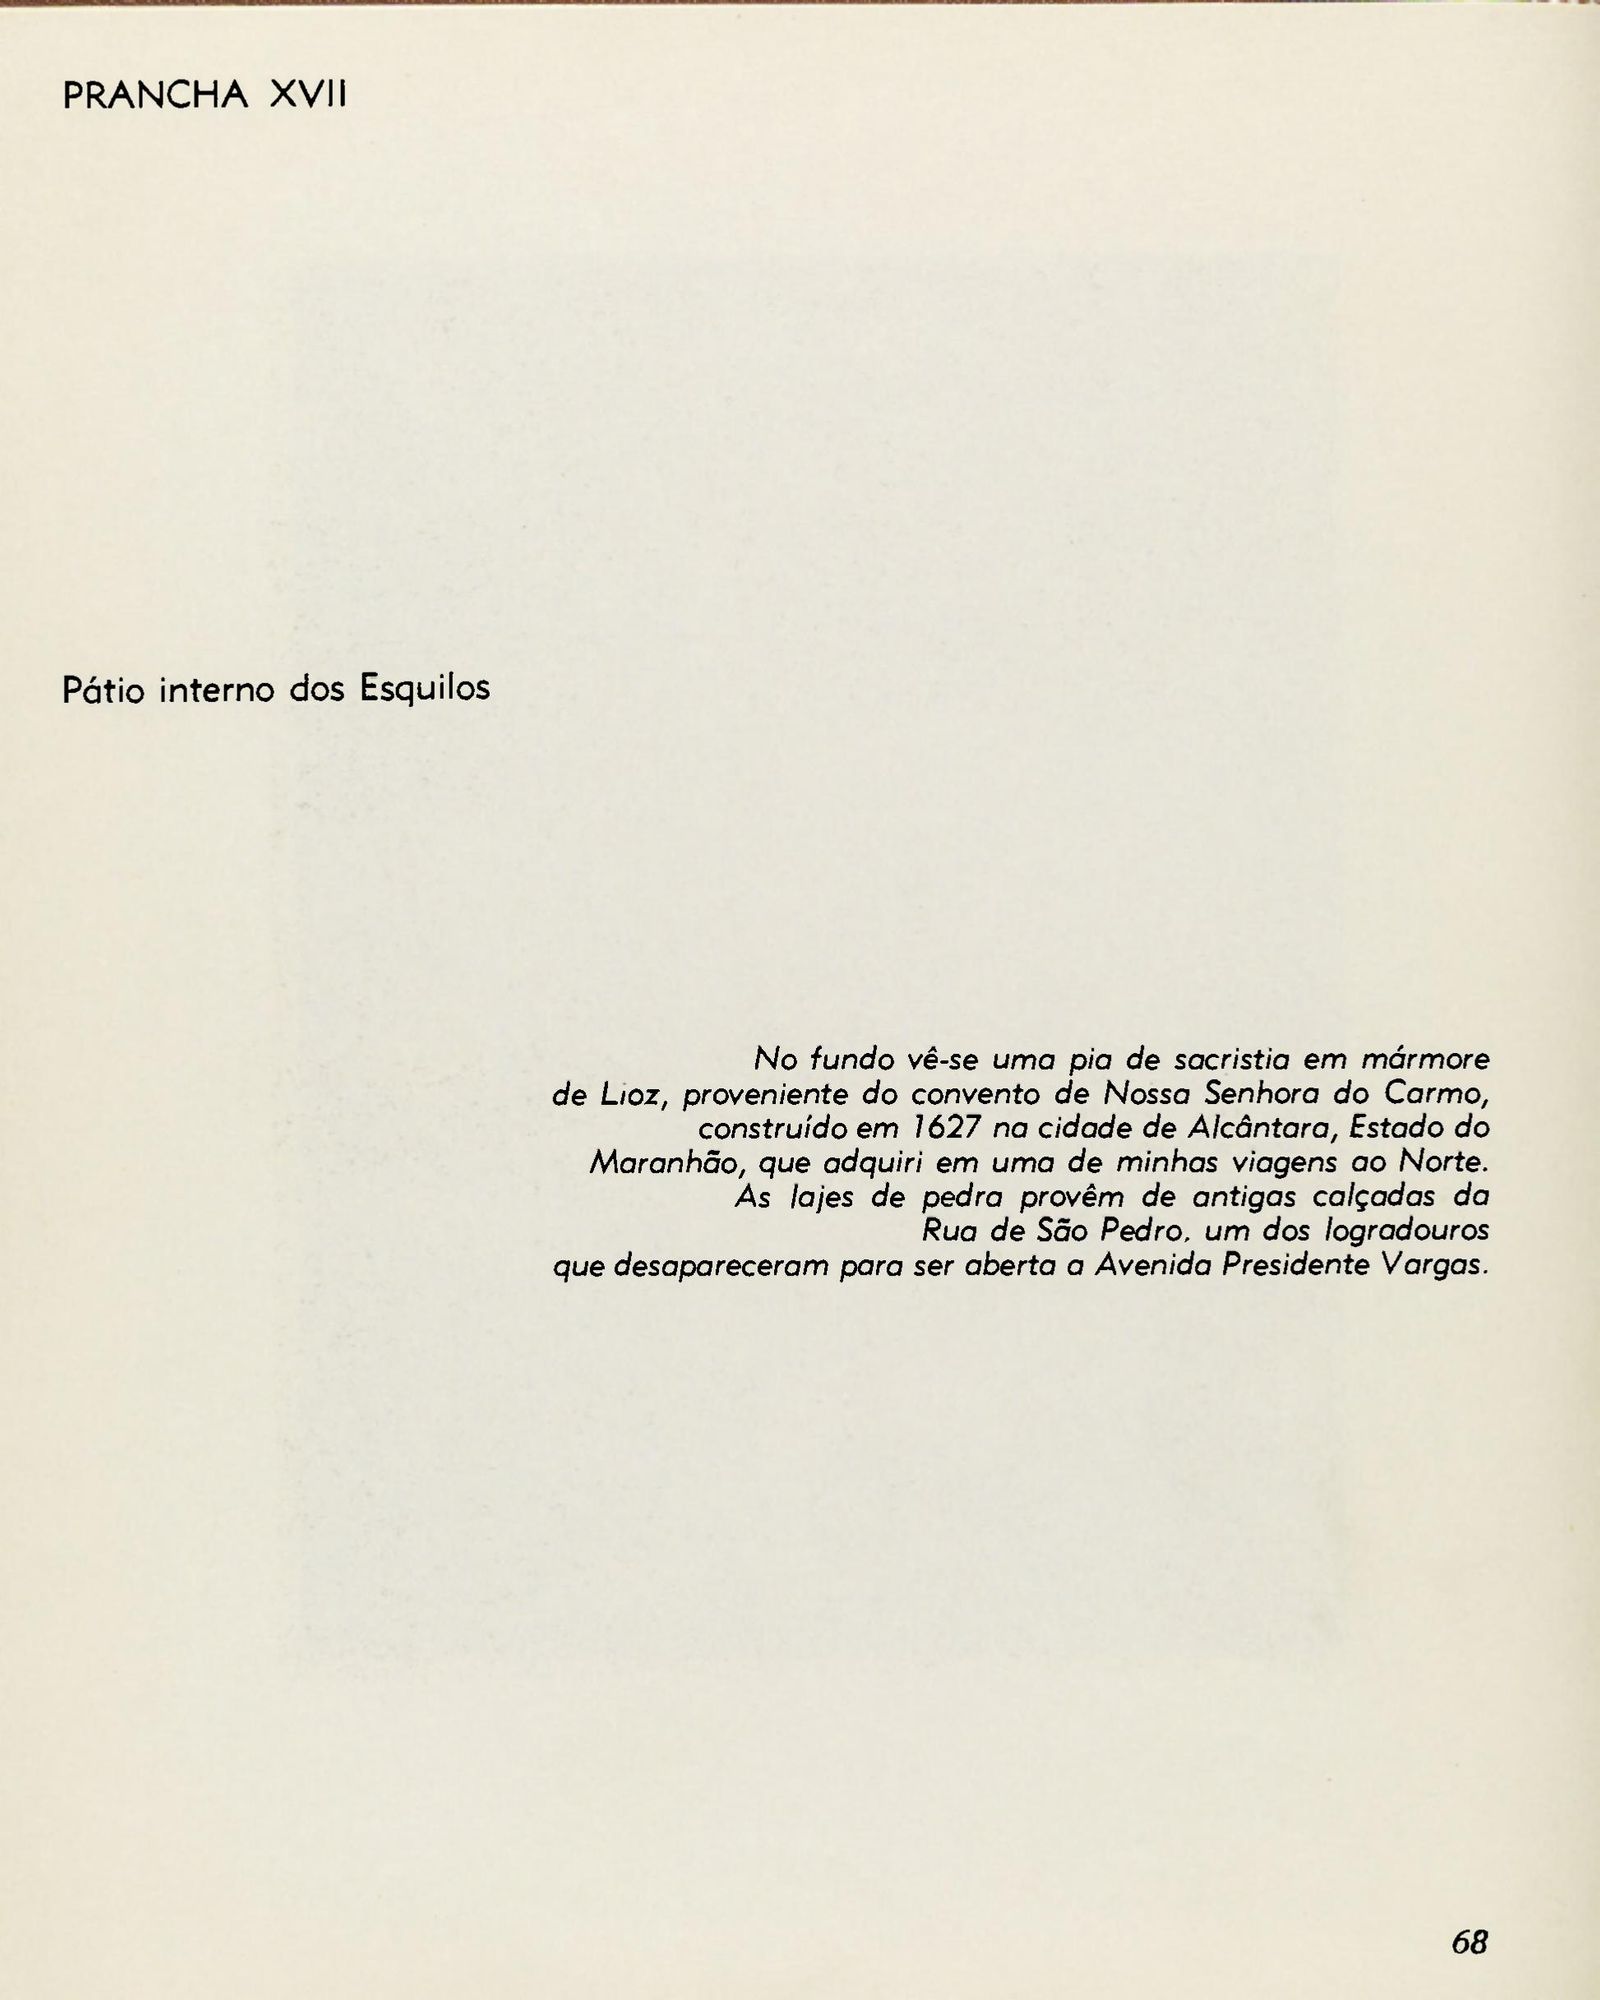 PRANCHA XVII
Pátio interno dos Esquilos
No fundo vê-se uma pia de sacristia em mármore
de Lioz, proveniente do convento de Nossa Senhora do Carmo,
construído em 1627 na cidade de Alcântara, Estado do
Maranhão, que adquiri em uma de minhas viagens ao Norte.
As lajes de pedra provêm de antigas calçadas da
Rua de São Pedro, um dos logradouros
que desapareceram para ser aberta a Avenida Presidente Vargas.
68